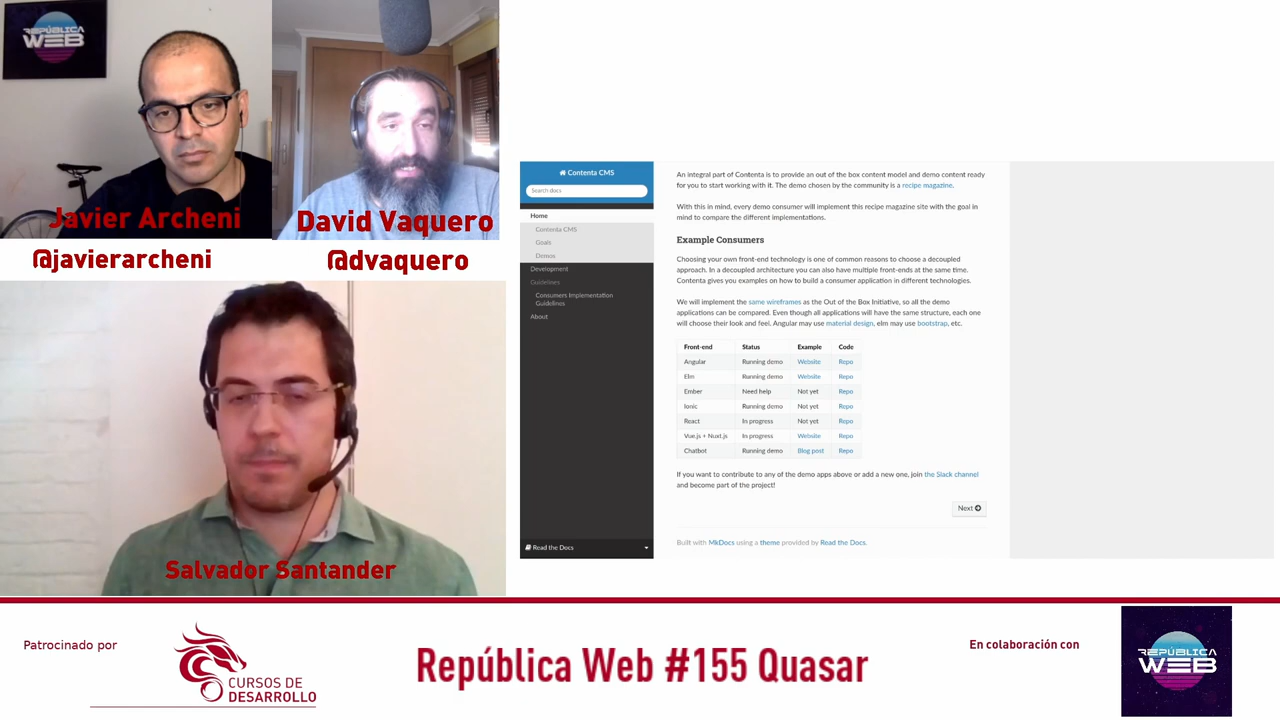 REPÚBLICA
WEB
Javier Archeni
@javierarcheni
David Vaquero
@dvaquero
Salvador Santander
Contenta CMS
Search docs
Home
Contenta CMS
Goals
Demos
Development
Guidelines
Consumers Implementation
Guidelines
About
Read the Docs
An integral part of Contenta is to provide an out of the box content model and demo content ready
for you to start working with it. The demo chosen by the community is a recipe magazine.
With this in mind, every demo consumer will implement this recipe magazine site with the goal in
mind to compare the different implementations.
Example Consumers
Choosing your own front-end technology is one of common reasons to choose a decoupled
approach. In a decoupled architecture you can also have multiple front-ends at the same time.
Contenta gives you examples on how to build a consumer application in different technologies.
We will implement the same wireframes as the Out of the Box Initiative, so all the demo
applications can be compared. Even though all applications will have the same structure, each one
will choose their look and feel. Angular may use material design, elm may use bootstrap, etc.
Front-end Status Example Code
Angular Running demo Website Repo
Elm Running demo Website Repo
Ember Need help Not yet Repo
Ionic Running demo Not yet Repo
React In progress Not yet Repo
Vue.js + Nuxt.js In progress Website Repo
Chatbot Running demo Blog post Repo
If you want to contribute to any of the demo apps above or add a new one, join the Slack channel
and become part of the project!
Next
Built with MkDocs using a theme provided by Read the Docs.
Patrocinado por
CURSOS DE
DESARROLLO
República Web #155 Quasar
En colaboración con
REPÚBLICA
WEB